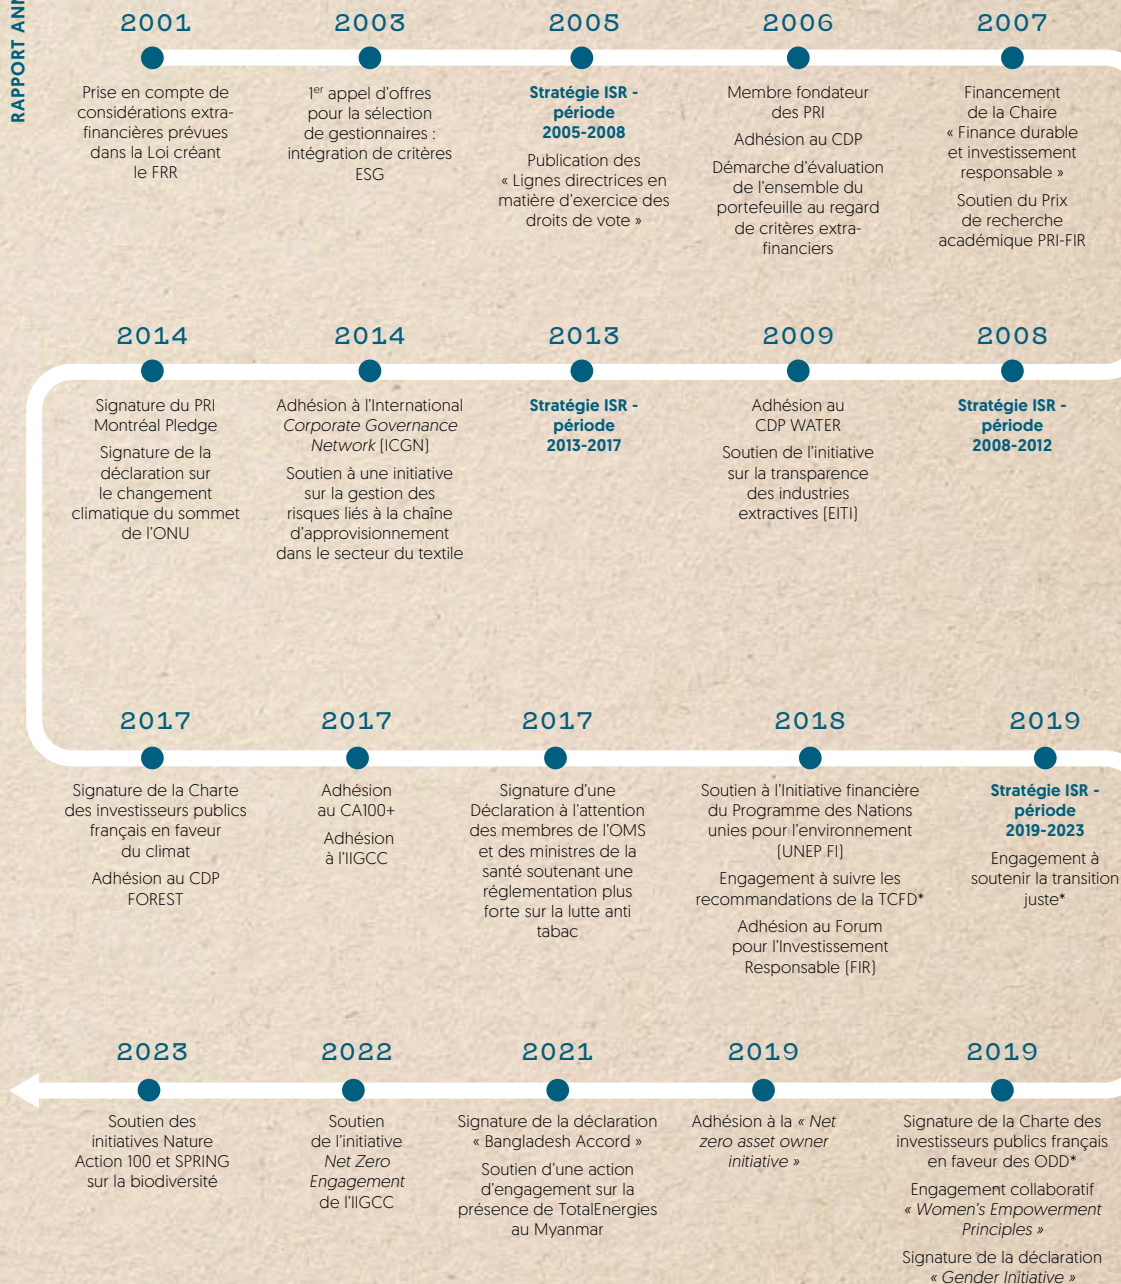 RAPPORT ANN
2001
Prise en compte de
considérations extra-
financières prévues
dans la Loi créant
le FRR
2003
1er appel d'offres
pour la sélection
de gestionnaires :
intégration de critères
ESG
2005
Stratégie ISR -
période
2005-2008
Publication des
« Lignes directrices en
matière d'exercice des
droits de vote »
2006
Membre fondateur
des PRI
Adhésion au CDP
Démarche d'évaluation
de l'ensemble du
portefeuille au regard
de critères extra-
financiers
2007
Financement
de la Chaire
« Finance durable
et investissement
responsable »
Soutien du Prix
de recherche
académique PRI-FIR
2014
Signature du PRI
Montréal Pledge
Signature de la
déclaration sur
le changement
climatique du sommet
de l'ONU
2014
Adhésion à l'International
Corporate Governance
Network (ICGN)
Soutien à une initiative
sur la gestion des
risques liés à la chaîne
d'approvisionnement
dans le secteur du textile
2013
Stratégie ISR -
période
2013-2017
2009
Adhésion au
CDP WATER
Soutien de l'initiative
sur la transparence
des industries
extractives (EITI)
2008
Stratégie ISR -
période
2008-2012
2017
Signature de la Charte
des investisseurs publics
français en faveur
du climat
Adhésion au CDP
FOREST
2017
Adhésion
au CA100+
Adhésion
à l'IIGCC
2017
Signature d'une
Déclaration à l'attention
des membres de l'OMS
et des ministres de la
santé soutenant une
réglementation plus
forte sur la lutte anti
tabac
2018
Soutien à l'Initiative financière
du Programme des Nations
unies pour l'environnement
(UNEP FI)
Engagement à suivre les
recommandations de la TCFD*
Adhésion au Forum
pour l'Investissement
Responsable (FIR)
2019
Stratégie ISR -
période
2019-2023
Engagement à
soutenir la transition
juste*
2023
Soutien des
initiatives Nature
Action 100 et SPRING
sur la biodiversité
2022
Soutien
de l'initiative
Net Zero
Engagement
de l'IIGCC
2021
Signature de la déclaration
« Bangladesh Accord »
Soutien d'une action
d'engagement sur la
présence de TotalEnergies
au Myanmar
2019
Adhésion à la « Net
zero asset owner
initiative »
2019
Signature de la Charte des
investisseurs publics français
en faveur des ODD*
Engagement collaboratif
« Women's Empowerment
Principles »
Signature de la déclaration
« Gender Initiative »